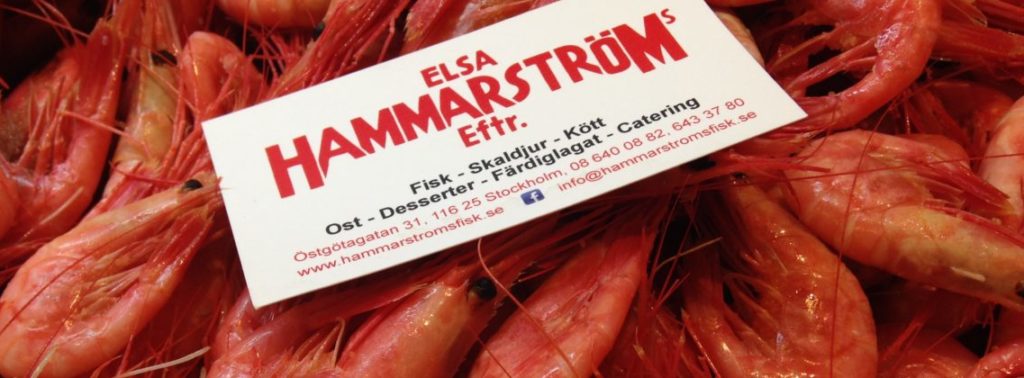 ELSA
HAMMARSTRÖMs
Eftr.
Fisk - Skaldjur - Kött
Ost - Desserter - Färdiglagat - Catering
Östgötagatan 31, 116 25 Stockholm, 08 640 08 82, 643 37 80
www.hammarstromsfisk.se f info@hammarstromsfisk.se